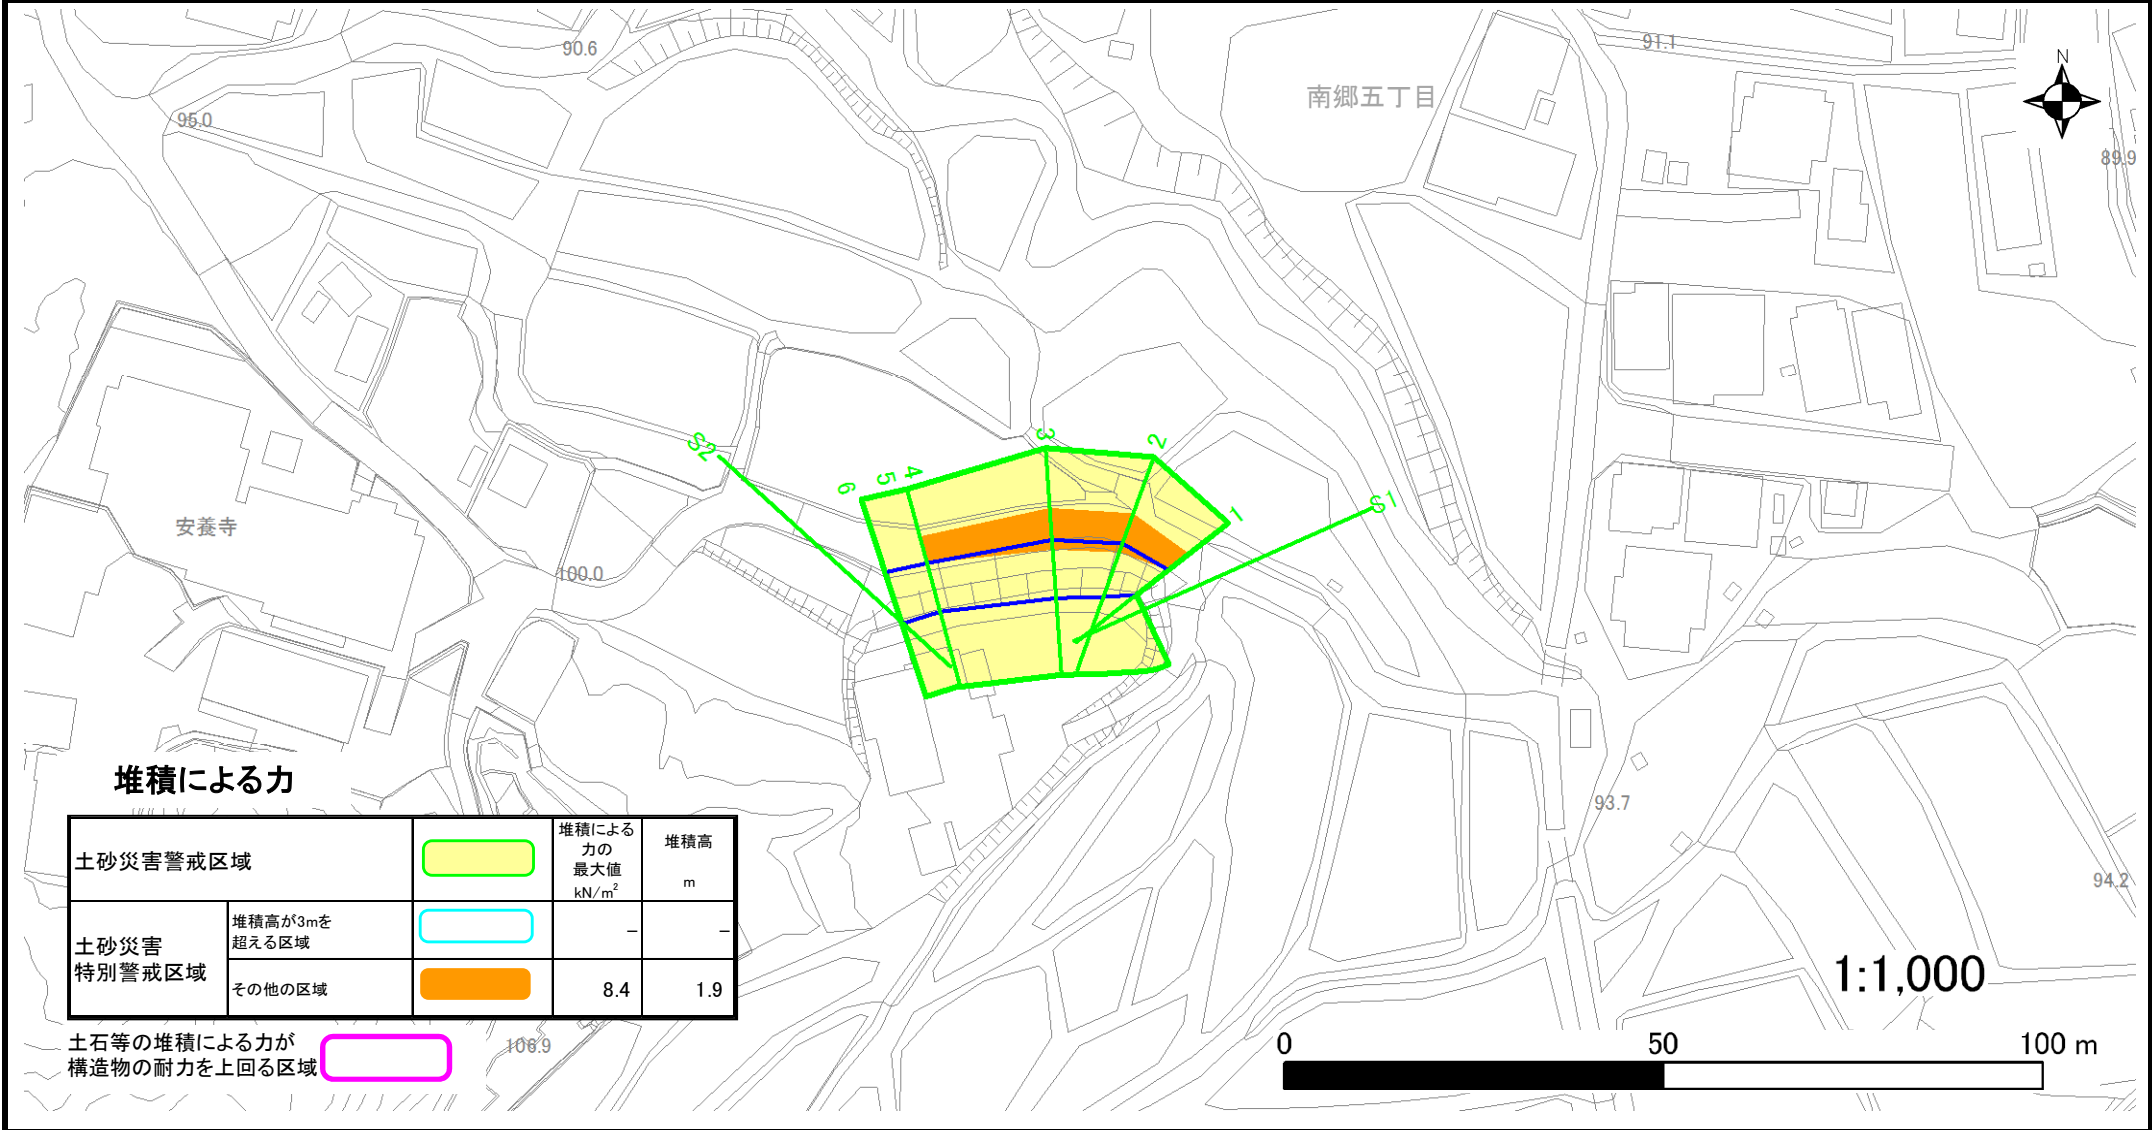 90.6
91.1
N
南郷五丁目
95.0
89.9
S2
3
2
6
5
4
1
S1
安養寺
100.0
堆積による力
土砂災害警戒区域
堆積による
力の
最大値
kN/m²
堆積高
m
土砂災害
特別警戒区域
堆積高が3mを
超える区域
－
－
その他の区域
8.4
1.9
土石等の堆積による力が
構造物の耐力を上回る区域
106.9
93.7
94.2
1:1,000
0
50
100 m